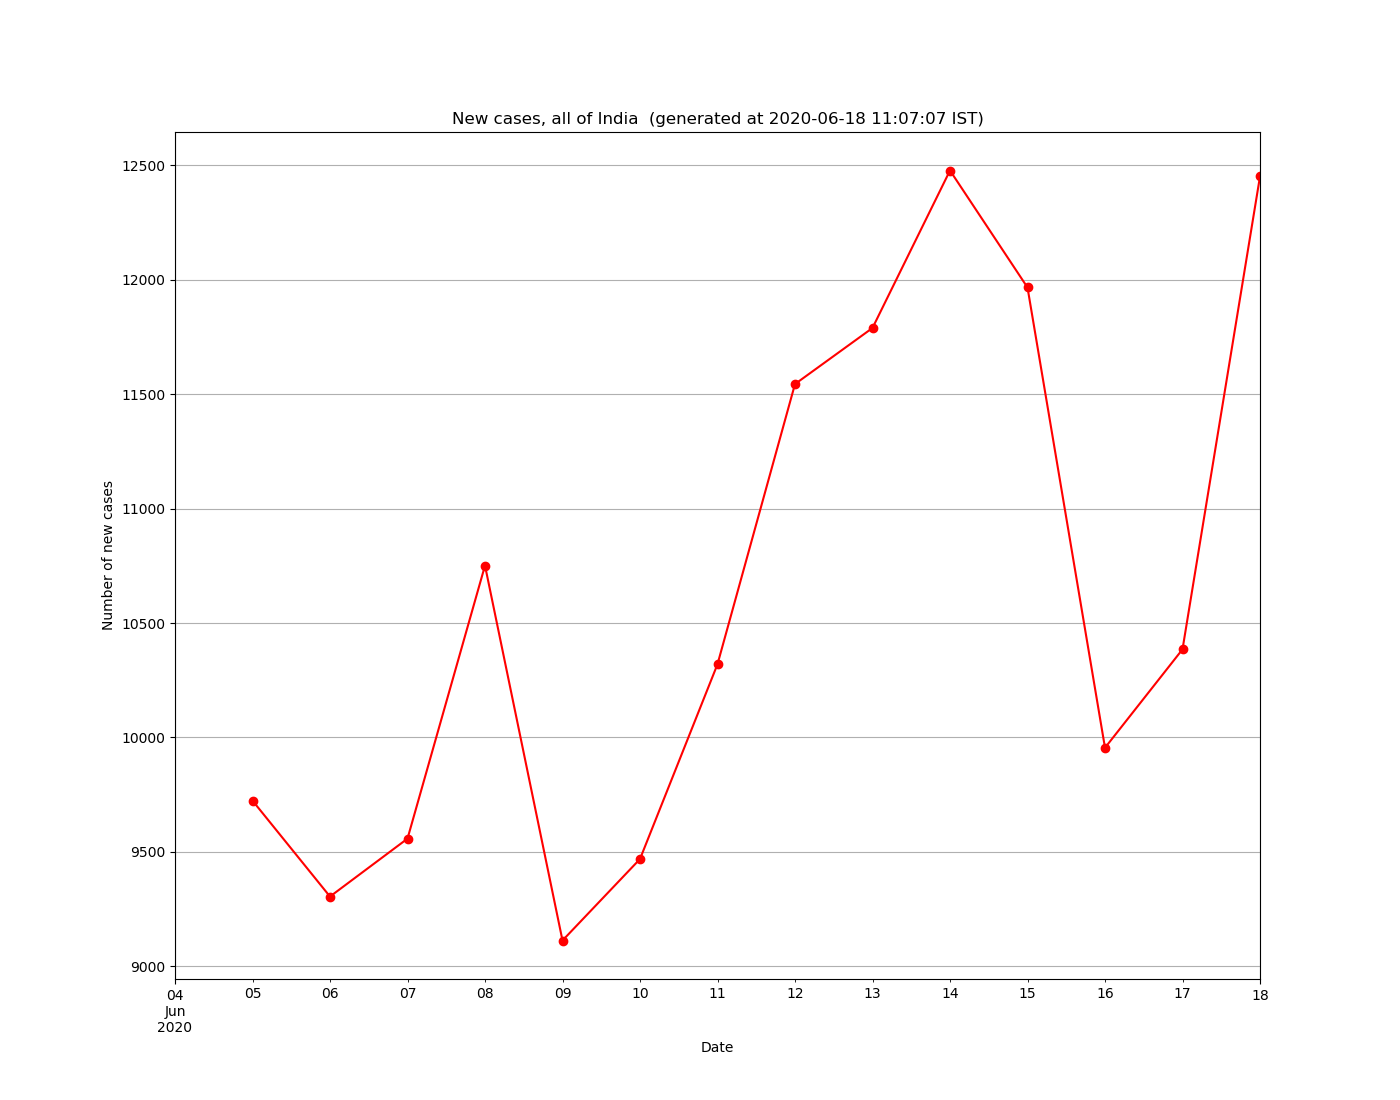 New cases, all of India  (generated at 2020-06-18 11:07:07 IST)
12500
12000
11500
11000
10500
10000
9500
9000
Number of new cases
04 05 06 07 08 09 10 11 12 13 14 15 16 17 18
Jun
2020
Date